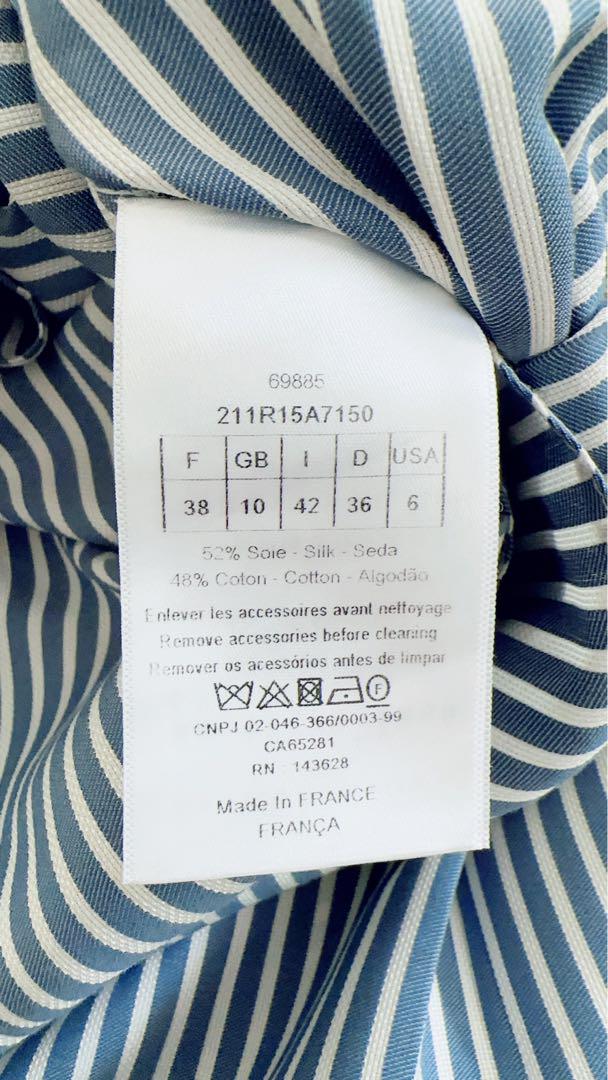 69885
211R15A7150
F GB I D USA
38 10 42 36 6
52% Soie - Silk - Seda
48% Coton - Cotton - Algodão
Enlever les accessoires avant nettoyage
Remove accessories before cleaning
Remover os acessórios antes de limpar
F
CNPJ 02-046-366/0003-99
CA65281
RN 143628
Made In FRANCE
FRANÇA